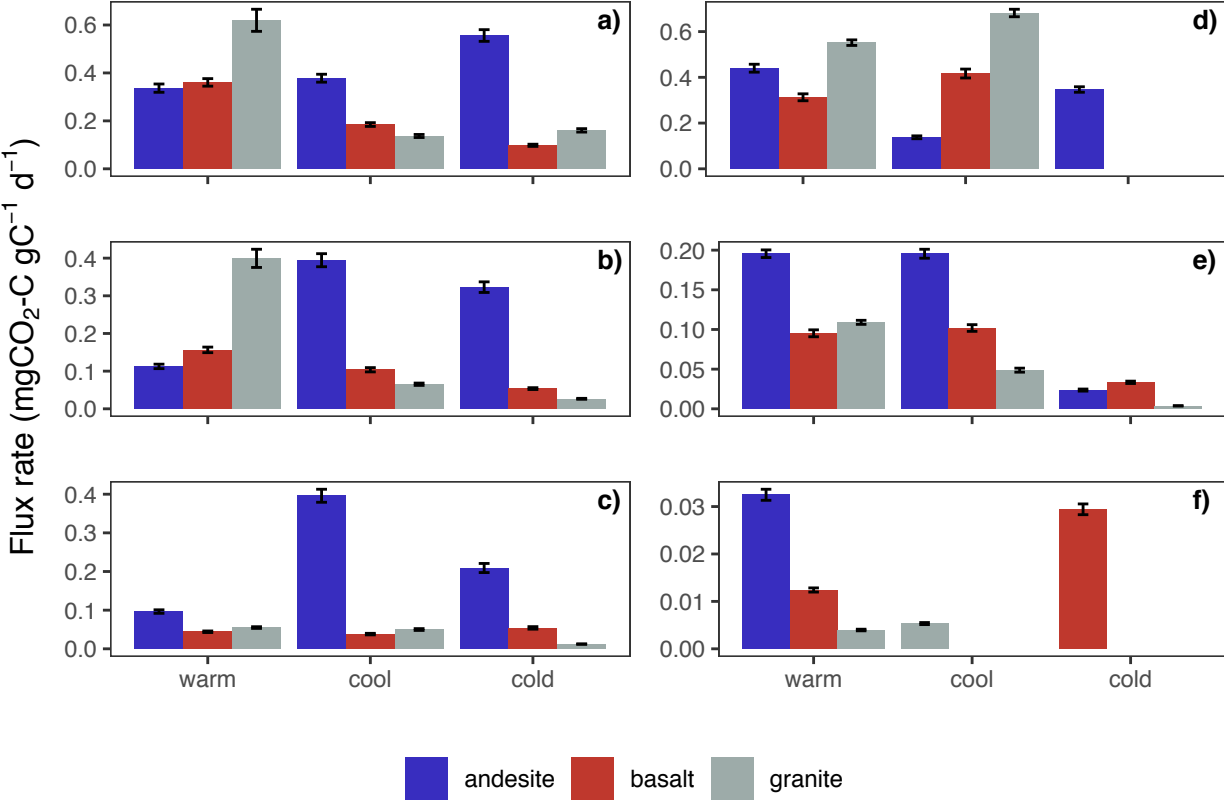 Flux rate (mgCO₂-C gC⁻¹ d⁻¹)
a)
0.6
0.4
0.2
0.0
d)
0.6
0.4
0.2
0.0
b)
0.4
0.3
0.2
0.1
0.0
e)
0.20
0.15
0.10
0.05
0.00
c)
0.4
0.3
0.2
0.1
0.0
warm cool cold
f)
0.03
0.02
0.01
0.00
warm cool cold
andesite basalt granite